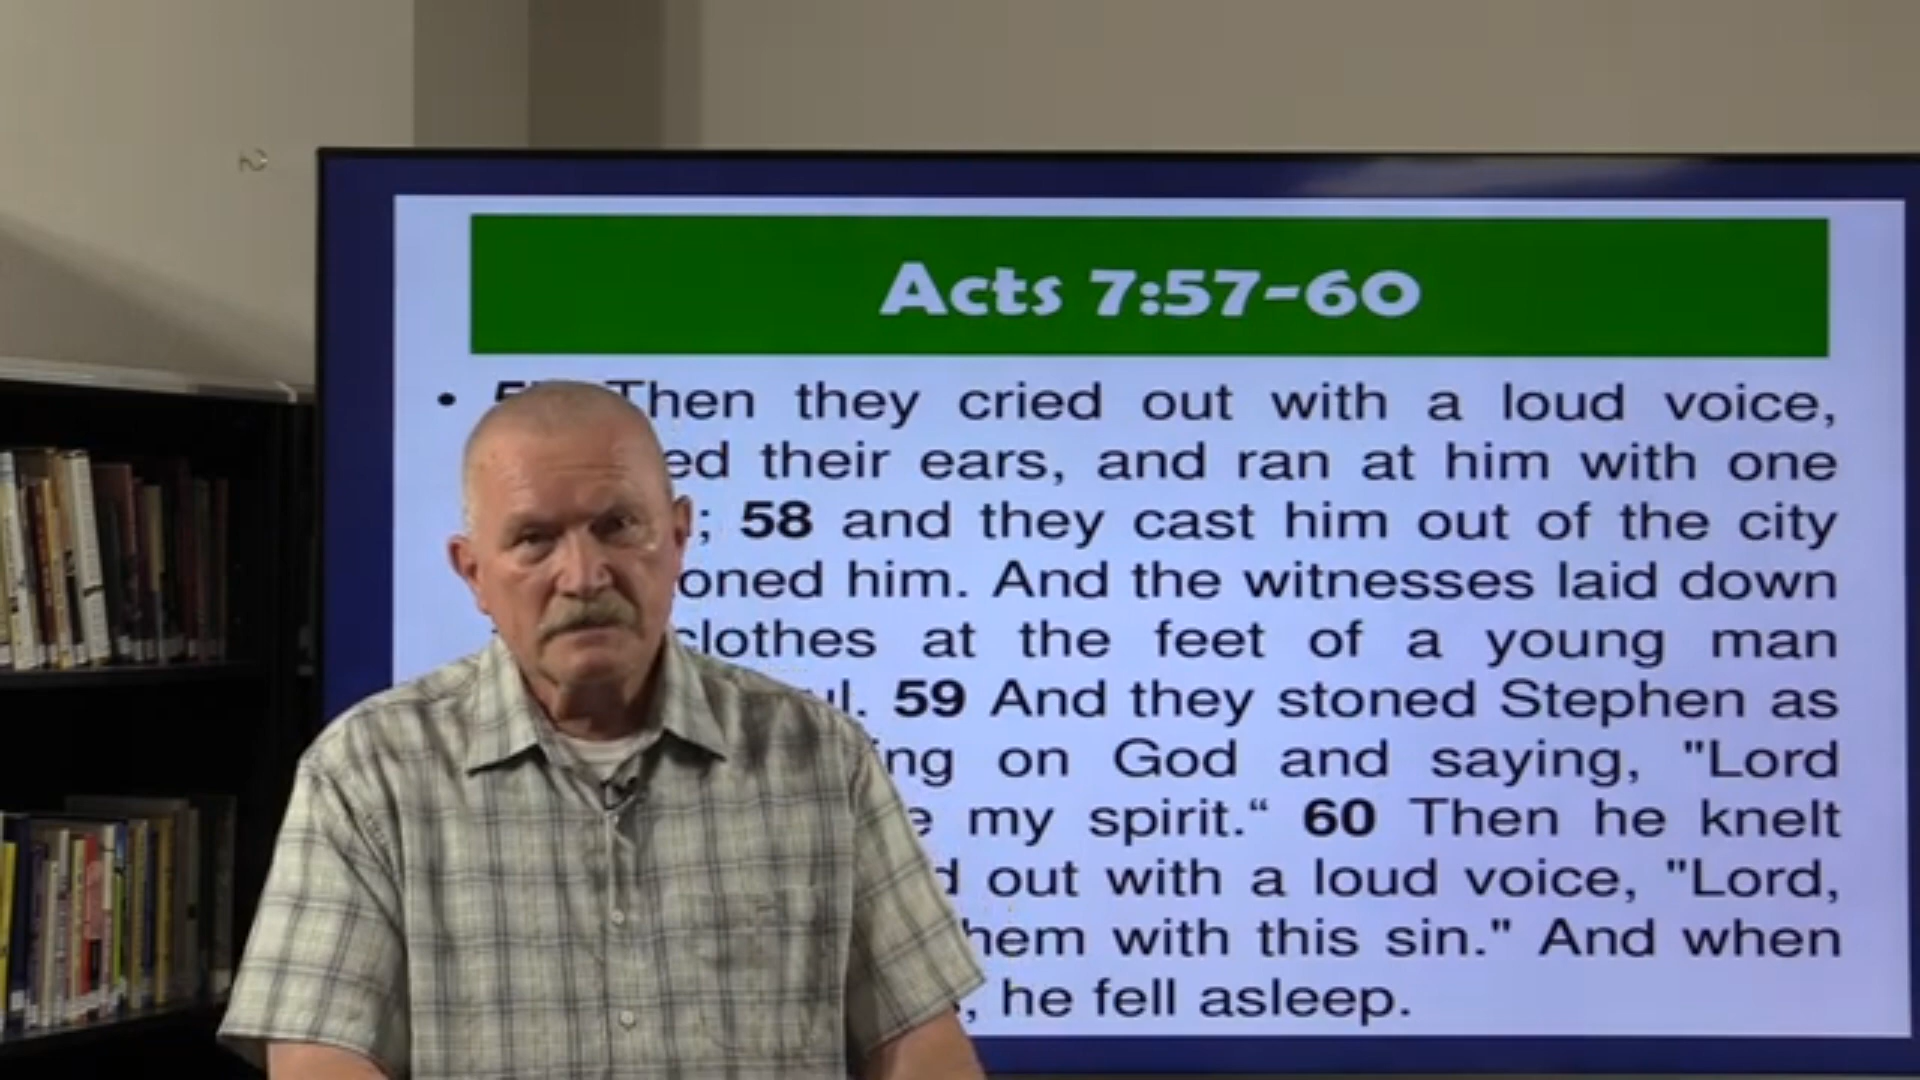 Acts 7:57-60
• Then they cried out with a loud voice,
ed their ears, and ran at him with one
; 58 and they cast him out of the city
oned him. And the witnesses laid down
clothes at the feet of a young man
ul. 59 And they stoned Stephen as
ing on God and saying, "Lord
e my spirit.“ 60 Then he knelt
d out with a loud voice, "Lord,
hem with this sin." And when
, he fell asleep.